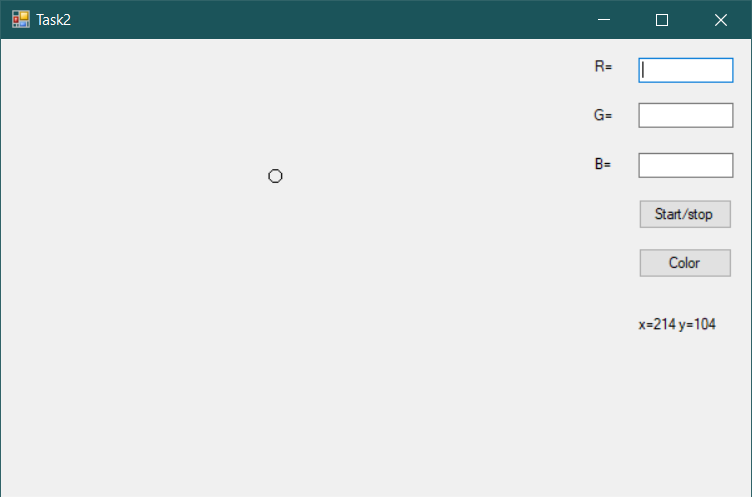 Task2
R=
G=
B=
Start/stop
Color
x=214 y=104